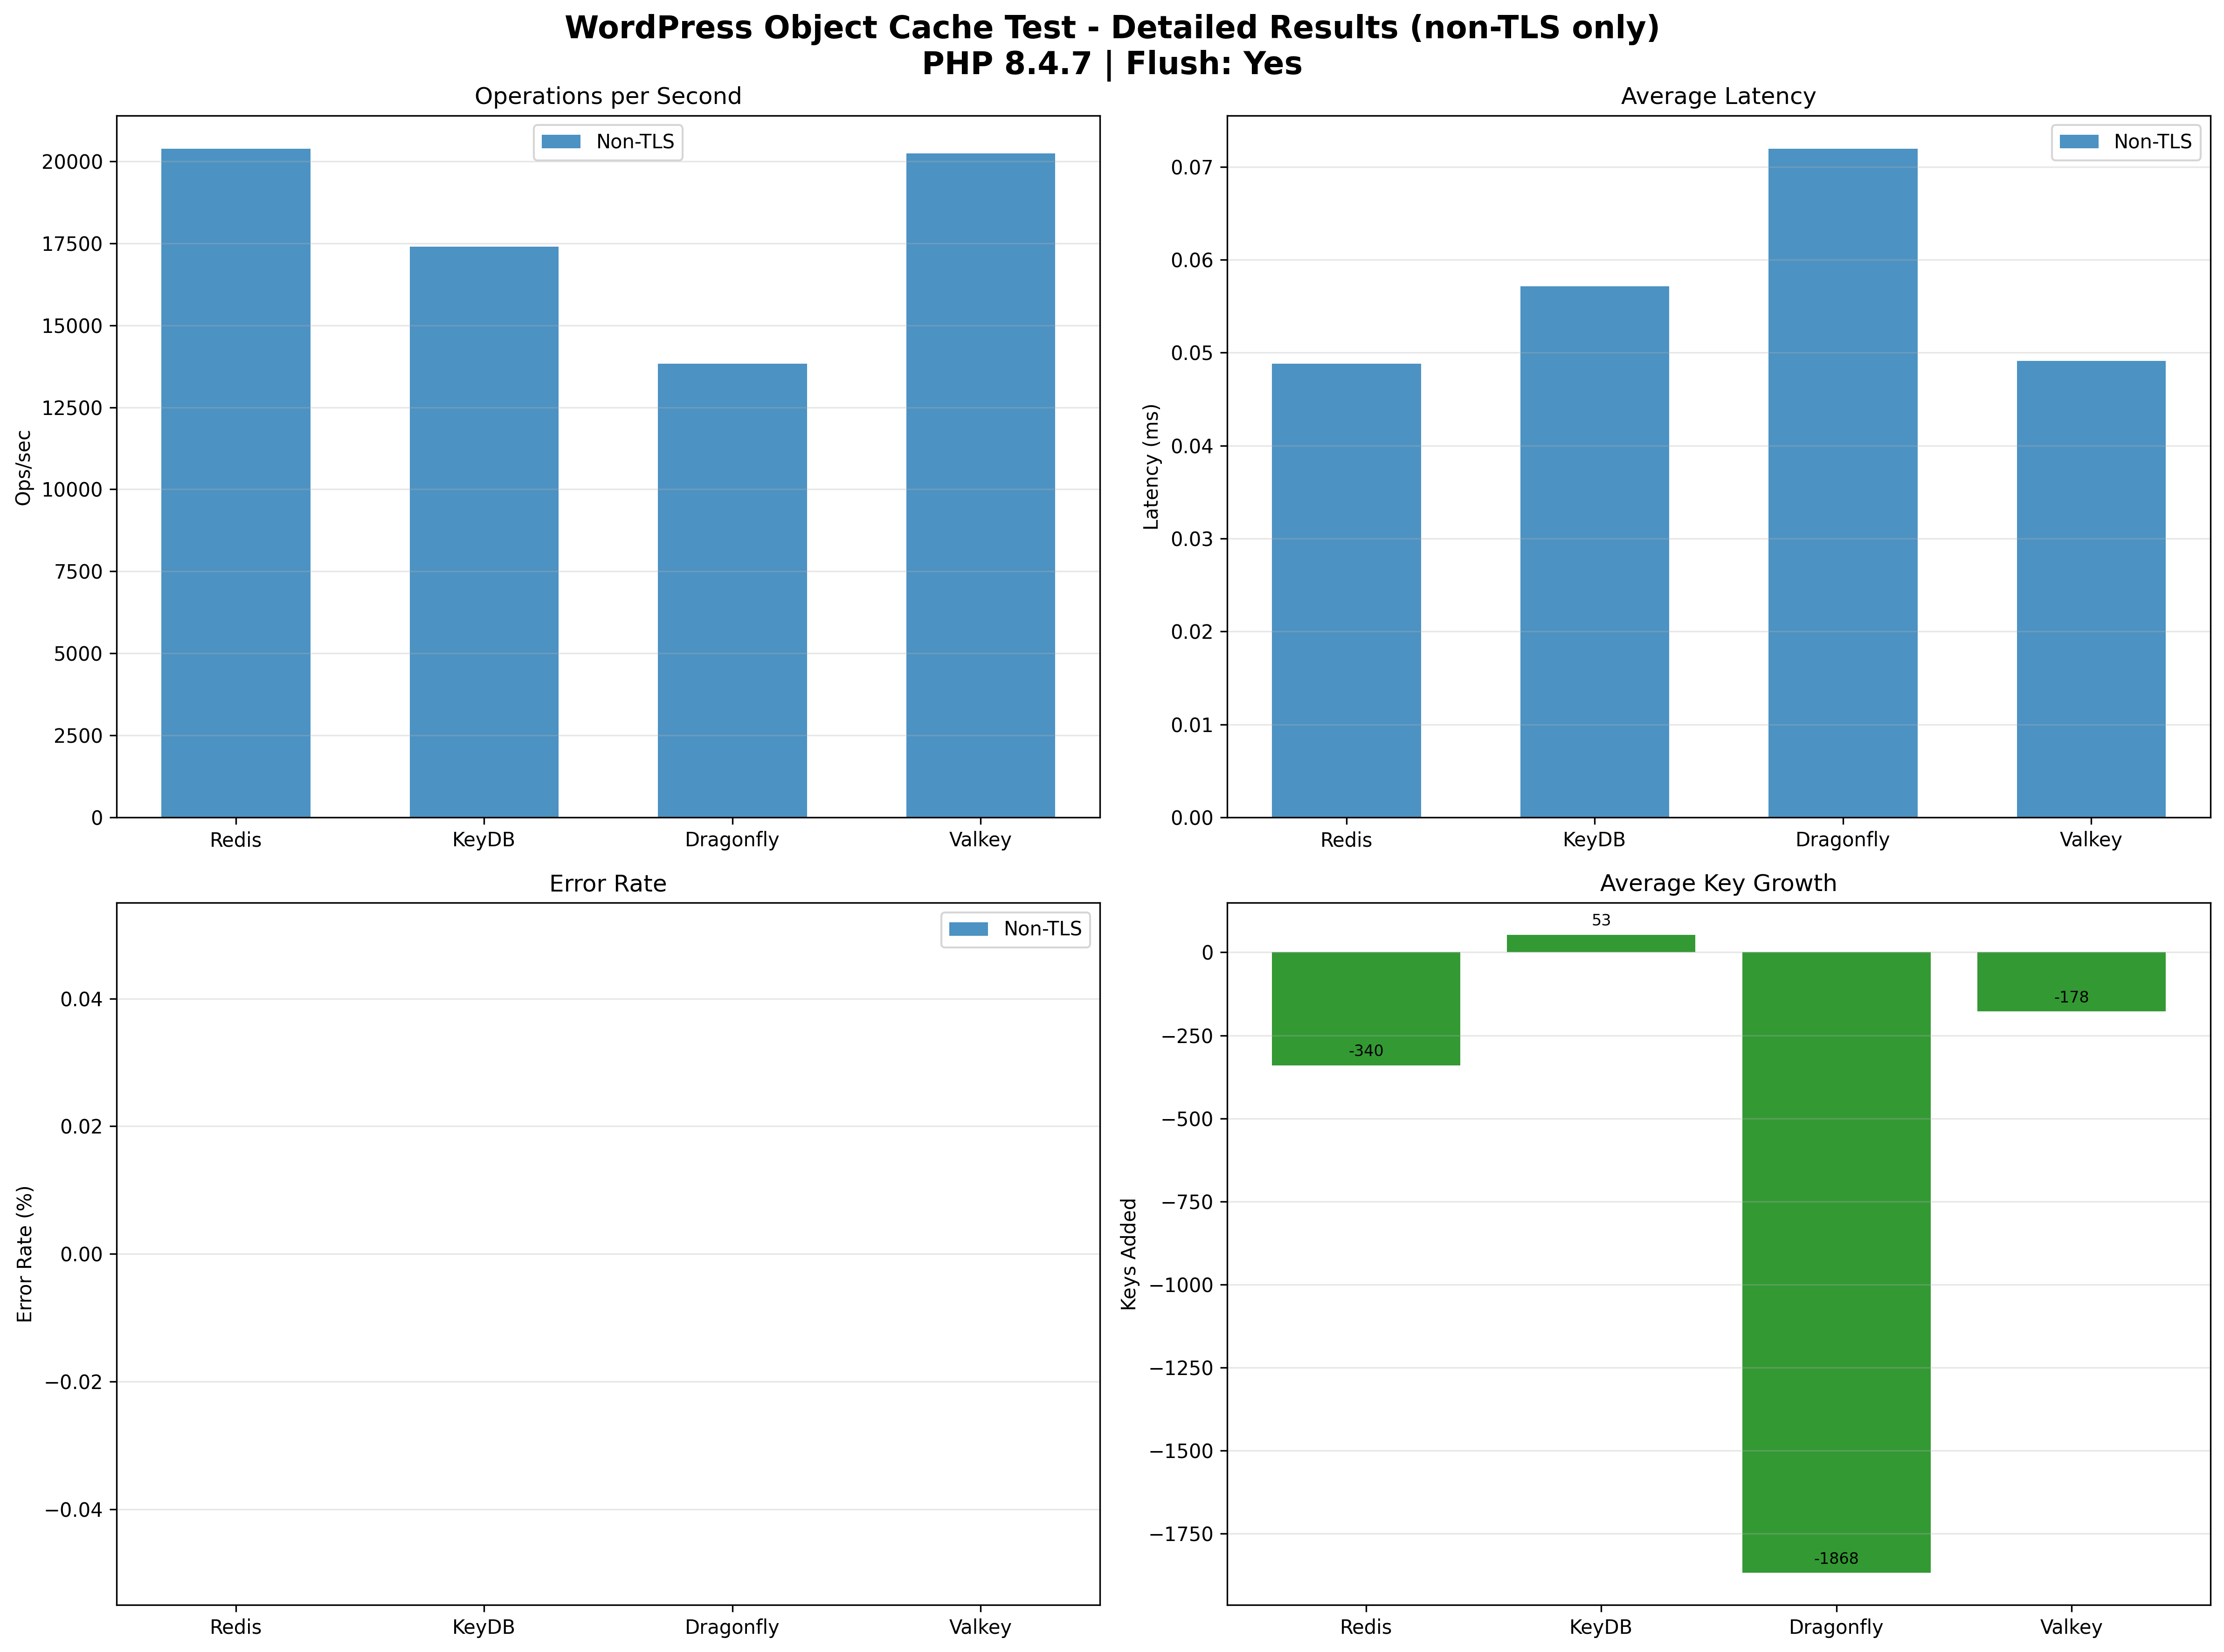 WordPress Object Cache Test - Detailed Results (non-TLS only)
PHP 8.4.7 | Flush: Yes
Operations per Second
Non-TLS
Ops/sec
20000
17500
15000
12500
10000
7500
5000
2500
0
Redis
KeyDB
Dragonfly
Valkey
Average Latency
Non-TLS
Latency (ms)
0.07
0.06
0.05
0.04
0.03
0.02
0.01
0.00
Redis
KeyDB
Dragonfly
Valkey
Error Rate
Non-TLS
Error Rate (%)
0.04
0.02
0.00
−0.02
−0.04
Redis
KeyDB
Dragonfly
Valkey
Average Key Growth
Keys Added
0
−250
−500
−750
−1000
−1250
−1500
−1750
-340
53
-1868
-178
Redis
KeyDB
Dragonfly
Valkey